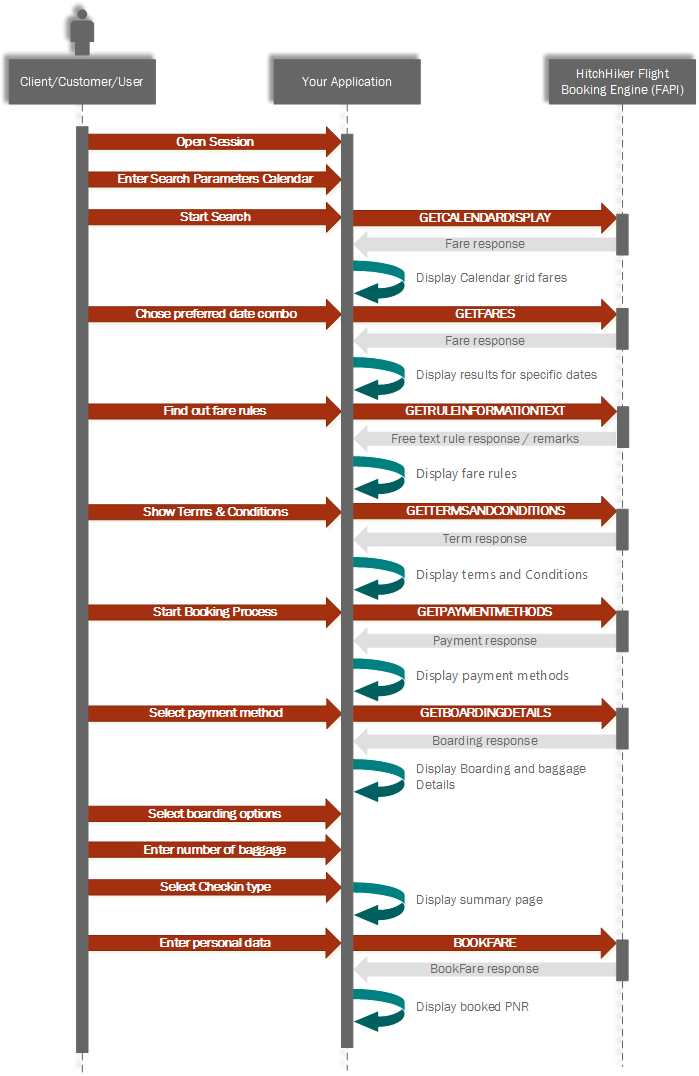 Client/Customer/User
Your Application
HitchHiker Flight
Booking Engine (FAPI)
Open Session
Enter Search Parameters Calendar
Start Search
GETCALENDARDISPLAY
Fare response
Display Calendar grid fares
Chose preferred date combo
GETFARES
Fare response
Display results for specific dates
Find out fare rules
GETRULEINFORMATIONTEXT
Free text rule response / remarks
Display fare rules
Show Terms & Conditions
GETTERMSANDCONDITIONS
Term response
Display terms and Conditions
Start Booking Process
GETPAYMENTMETHODS
Payment response
Display payment methods
Select payment method
GETBOARDINGDETAILS
Boarding response
Display Boarding and baggage
Details
Select boarding options
Enter number of baggage
Select Checkin type
Display summary page
Enter personal data
BOOKFARE
BookFare response
Display booked PNR